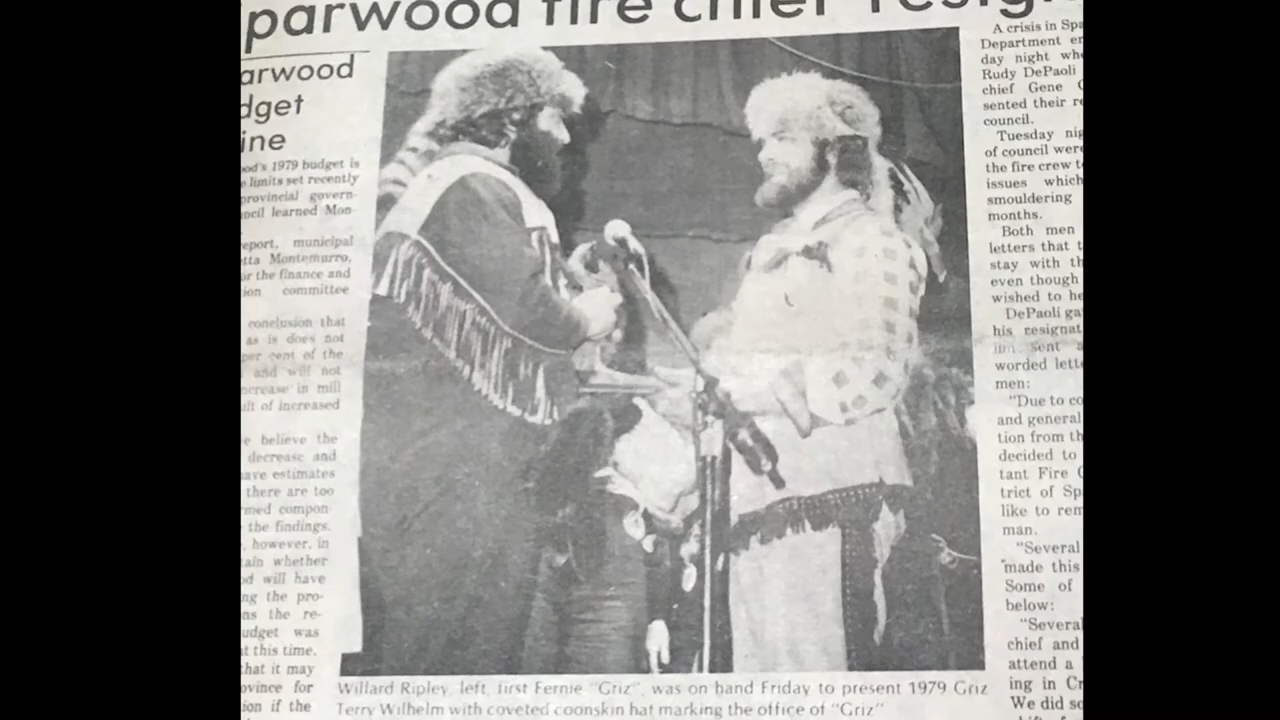 parwood fire chief resign
arwood
dget
ine
od's 1979 budget is
e limits set recently
provincial govern-
ncil learned Mon-
eport, municipal
tta Montemurro,
or the finance and
ion committee
conclusion that
as is does not
per cent of the
and will not
ncrease in mill
ult of increased
e believe the
decrease and
ave estimates
there are too
med compon-
the findings.
, however, in
ain whether
od will have
ng the pro-
ns the re-
udget was
at this time.
that it may
ovince for
ion if the
Willard Ripley, left, first Fernie "Griz", was on hand Friday to present 1979 Griz
Terry Wilhelm with coveted coonskin hat marking the office of "Griz"
A crisis in Spa
Department en
day night whe
Rudy DePaoli
chief Gene
sented their re
council.
Tuesday nig
of council were
the fire crew t
issues which
smouldering
months.
Both men
letters that t
stay with th
even though
wished to he
DePaoli ga
his resignat
sent a
worded lette
men:
"Due to co
and general
tion from th
decided to
tant Fire
trict of Sp
like to rem
man.
"Several
made this
Some of
below:
"Severa
chief and
attend a
ing in Cr
We did so